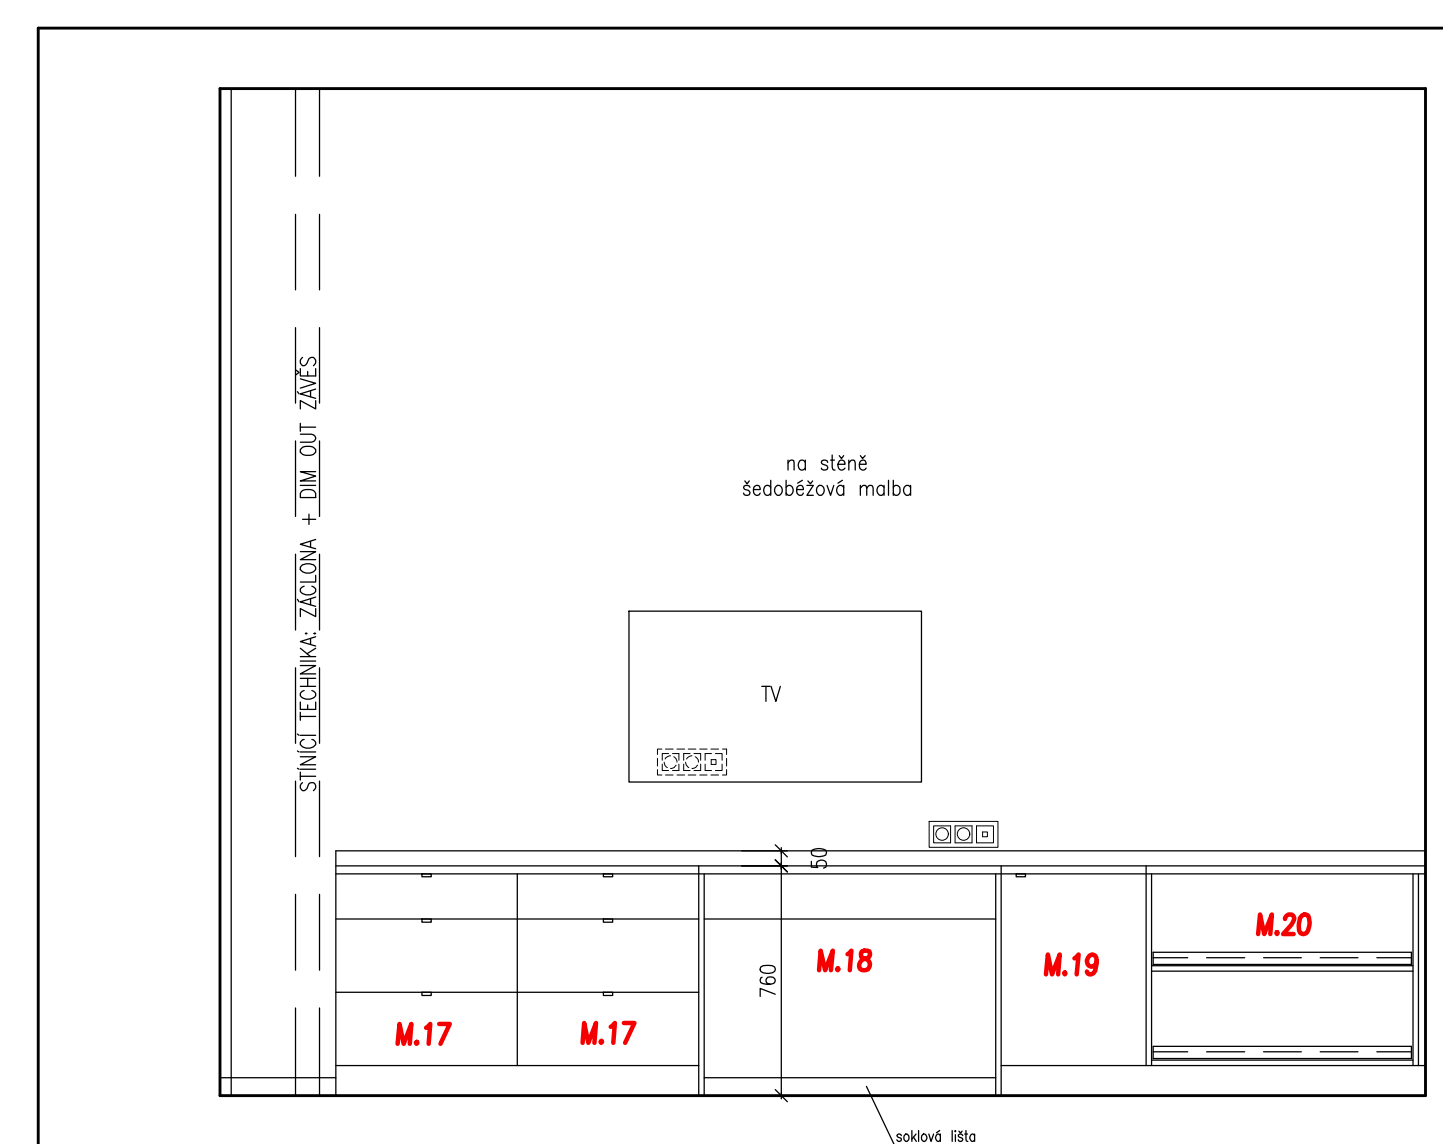 STÍNÍCÍ TECHNIKA: ZÁCLONA + DIM OUT ZÁVĚS
na stěně
šedobéžová malba
TV
50
M.20
M.18
M.19
760
M.17
M.17
soklová lišta